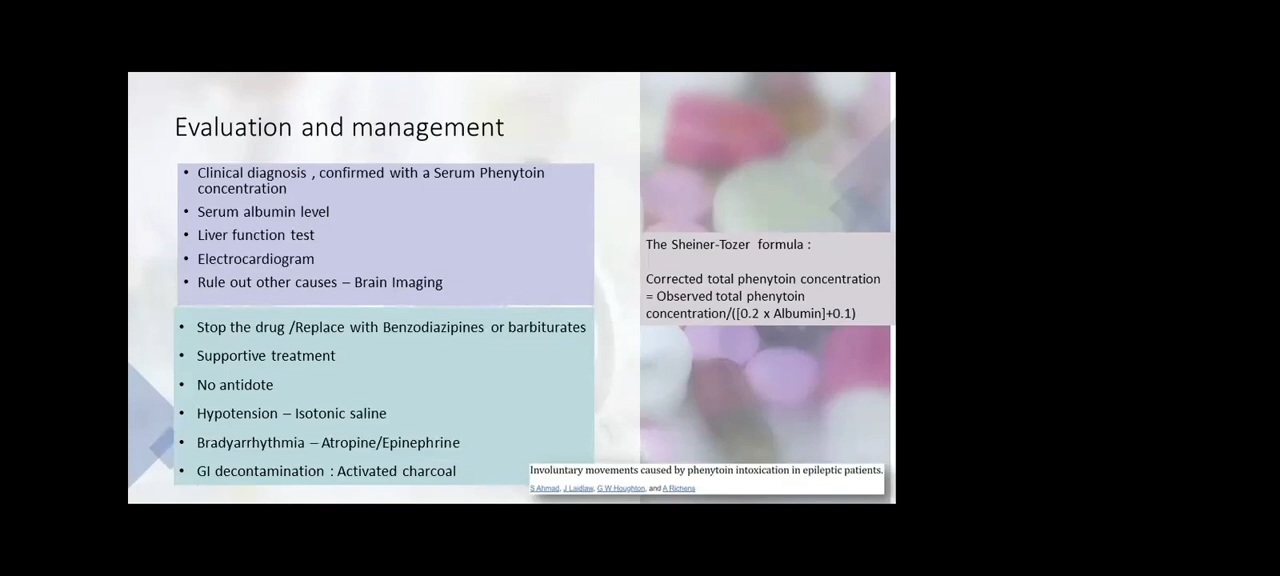 Evaluation and management
• Clinical diagnosis , confirmed with a Serum Phenytoin
concentration
• Serum albumin level
• Liver function test
• Electrocardiogram
• Rule out other causes – Brain Imaging
• Stop the drug /Replace with Benzodiazipines or barbiturates
• Supportive treatment
• No antidote
• Hypotension – Isotonic saline
• Bradyarrhythmia – Atropine/Epinephrine
• GI decontamination : Activated charcoal
The Sheiner-Tozer formula :
Corrected total phenytoin concentration
= Observed total phenytoin
concentration/([0.2 x Albumin]+0.1)
Involuntary movements caused by phenytoin intoxication in epileptic patients.
S Ahmad, J Laidlaw, G W Houghton, and A Richens